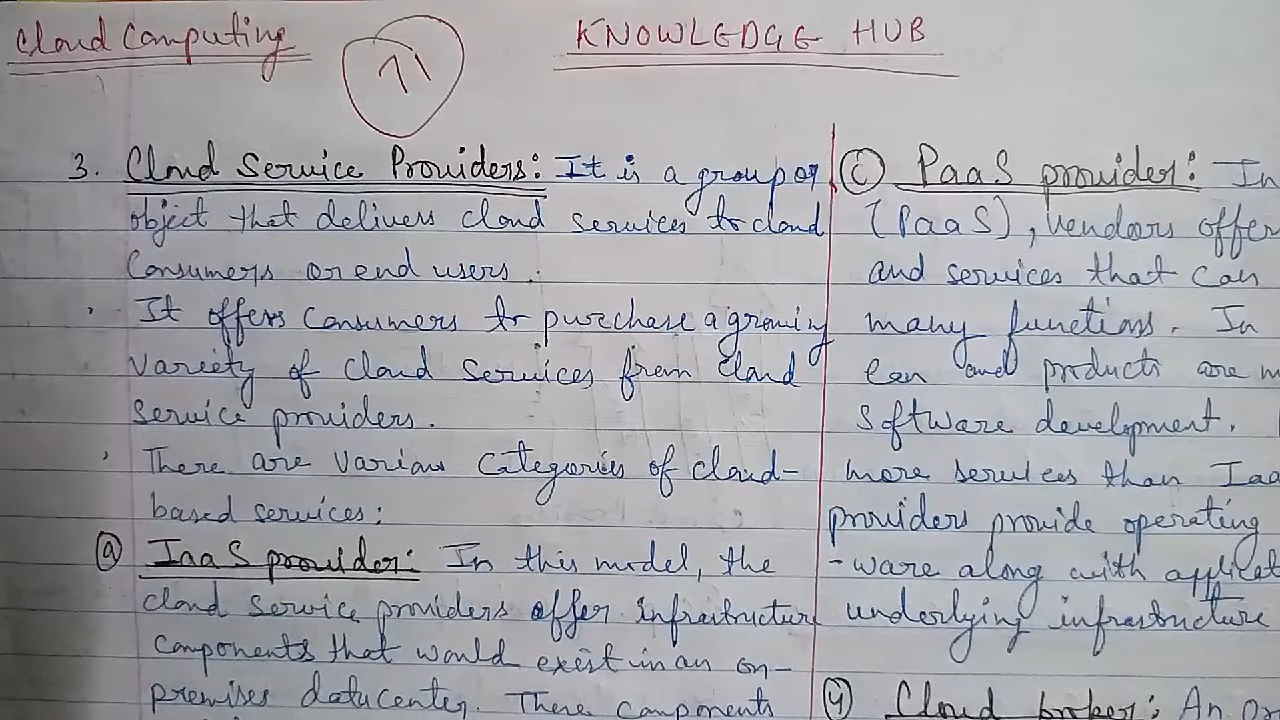 Cloud Computing
71
KNOWLEDGE HUB
3. Cloud Service Providers: It is a group or
object that delivers cloud services to cloud
Consumers or end users.
It offers Consumers to purchase a growing
variety of cloud services from cloud
service providers.
There are various categories of cloud-
based services:
(a) IaaS provider: In this model, the
cloud service providers offer infrastructure
components that would exist in an on-
premises datacenter. These components
(c) PaaS provider: In
(PaaS), vendors offer
and services that can
many functions. In
and products are m
software development.
more services than Iaa
providers provide operating
-ware along with applicat
underlying infrastructure
(4) Cloud broker: An or